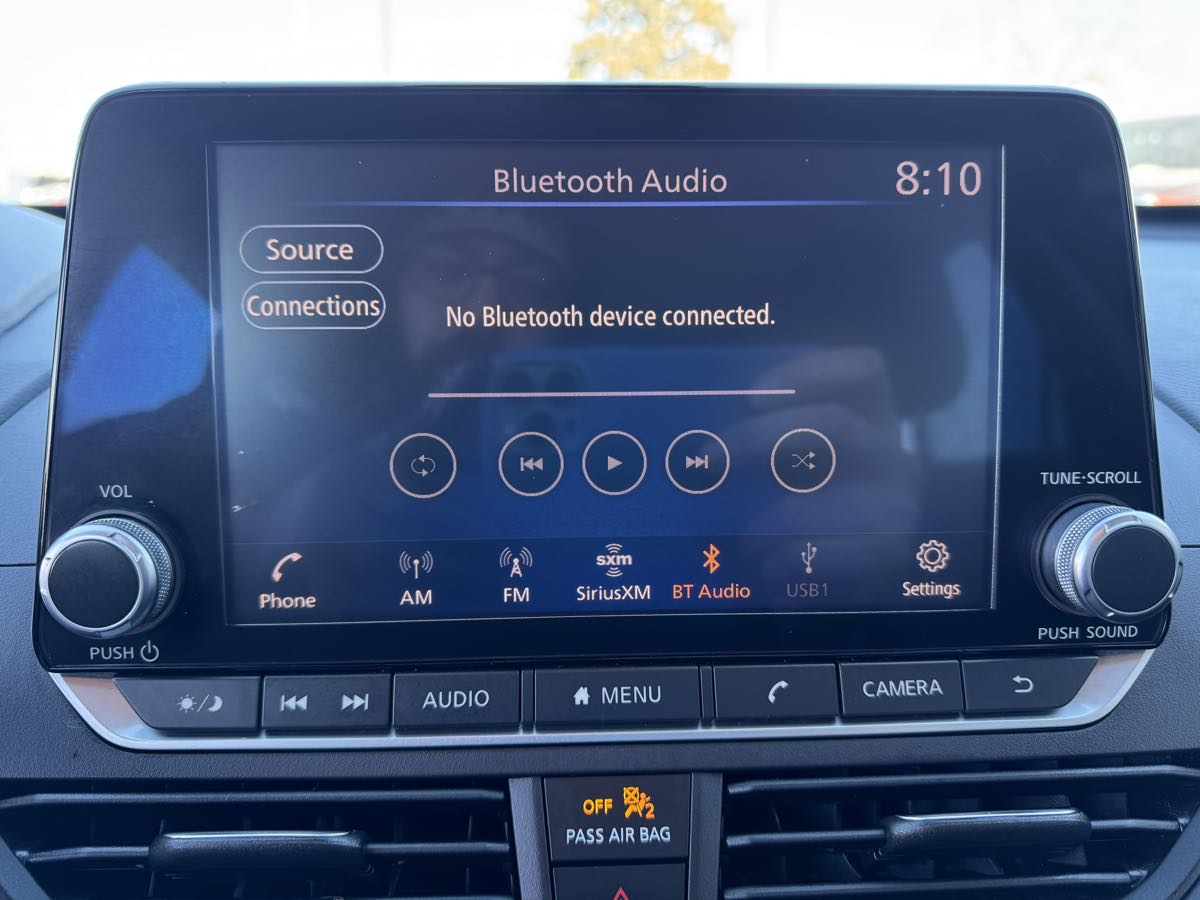 Bluetooth Audio
8:10
Source
Connections
No Bluetooth device connected.
VOL
TUNE·SCROLL
Phone
AM
FM
sxm
SiriusXM
BT Audio
USB1
Settings
PUSH
PUSH SOUND
AUDIO
MENU
CAMERA
OFF 2
PASS AIR BAG